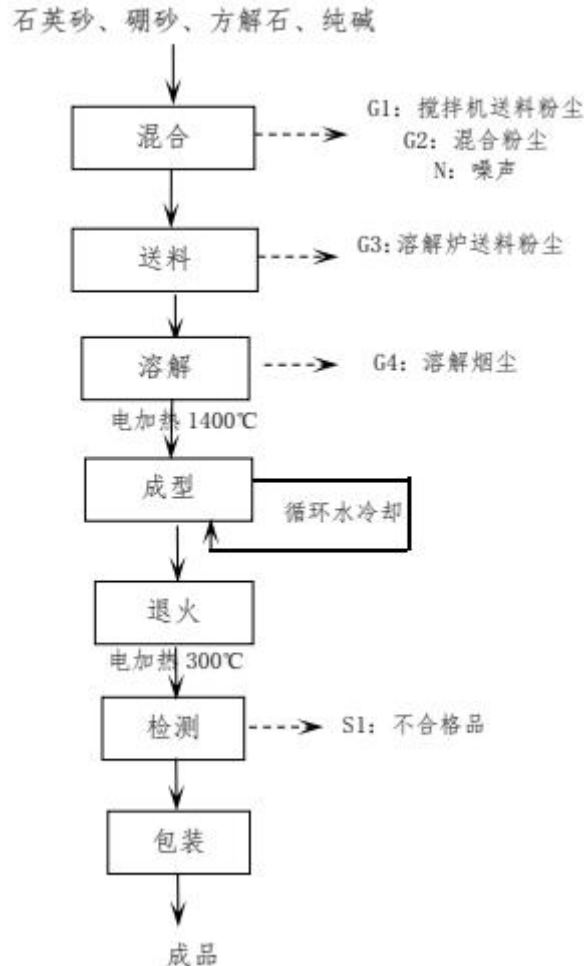 石英砂、硼砂、方解石、纯碱
混合
G1：搅拌机送料粉尘
G2：混合粉尘
N：噪声
送料
G3:溶解炉送料粉尘
溶解
G4：溶解烟尘
电加热 1400℃
成型
循环水冷却
退火
电加热 300℃
检测
S1：不合格品
包装
成品